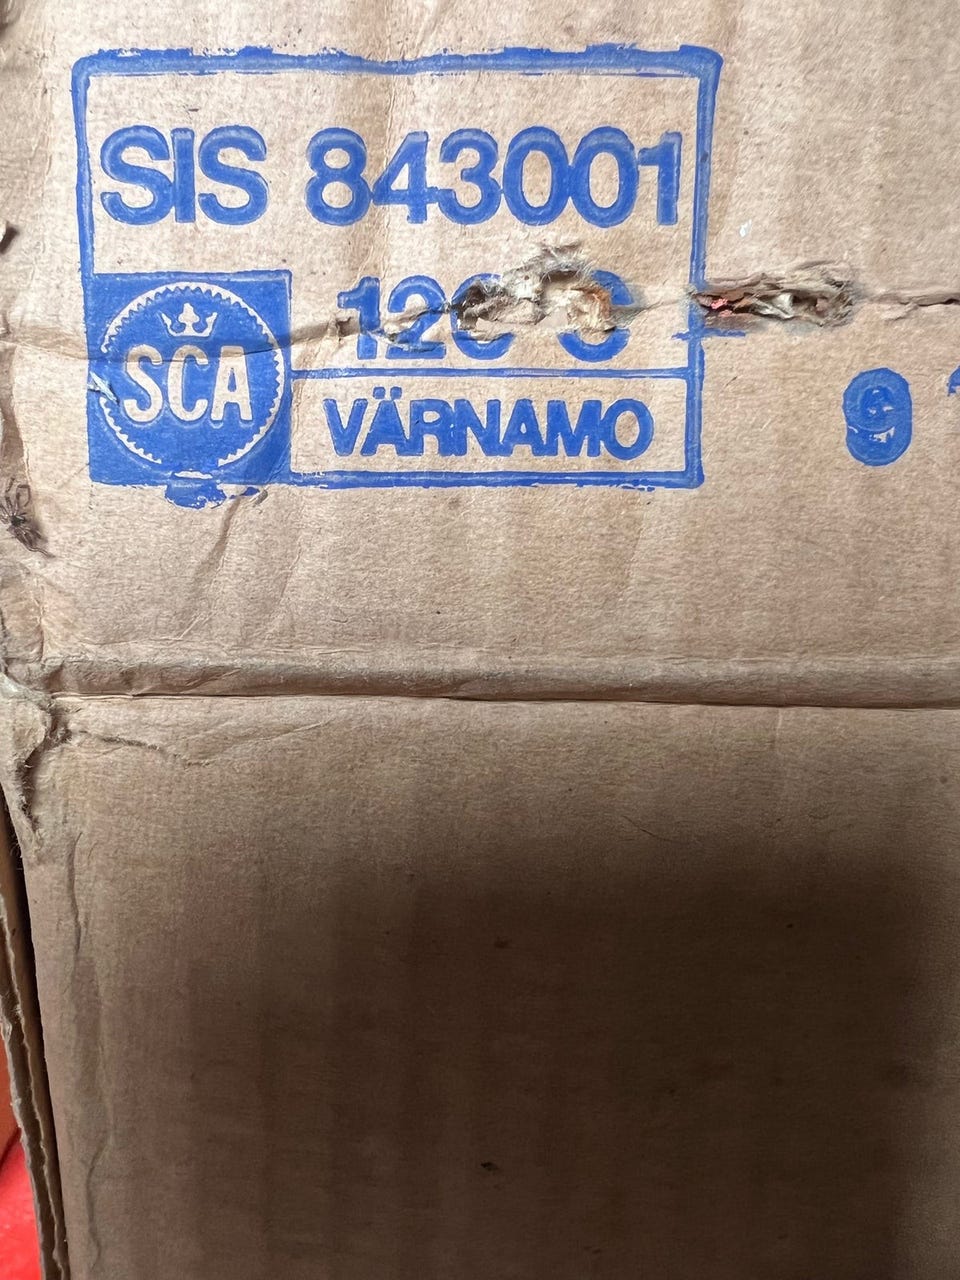 SIS 843001
SCA
VÄRNAMO
9